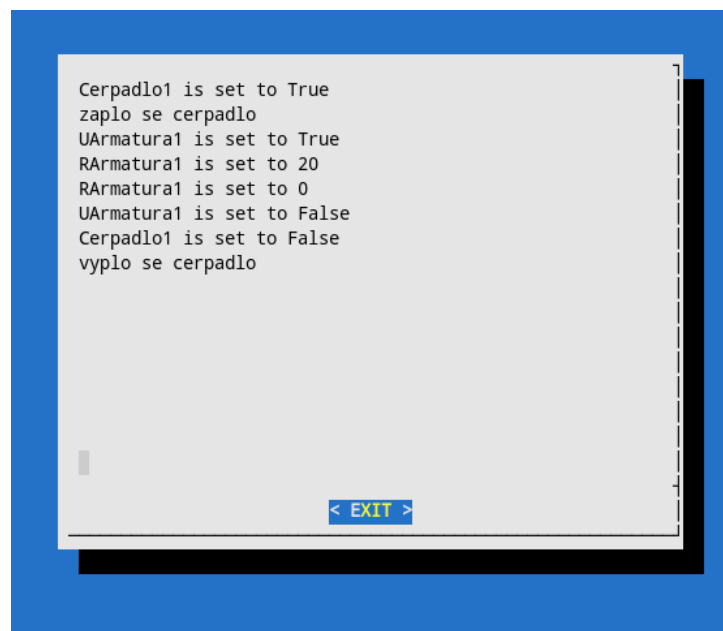 Cerpadlo1 is set to True
zaplo se cerpadlo
UArmatura1 is set to True
RArmatura1 is set to 20
RArmatura1 is set to 0
UArmatura1 is set to False
Cerpadlo1 is set to False
vyplo se cerpadlo
< EXIT >